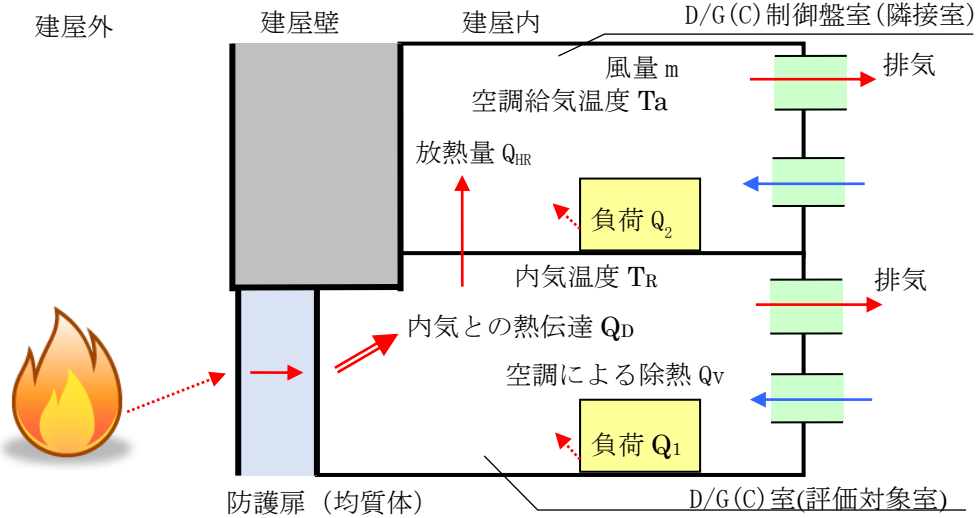 建屋外
建屋壁
建屋内
D/G(C)制御盤室(隣接室)
風量 m
空調給気温度 Ta
排気
放熱量 QHR
負荷 Q2
内気温度 TR
排気
内気との熱伝達 QD
空調による除熱 Qv
負荷 Q1
防護扉（均質体）
D/G(C)室(評価対象室)